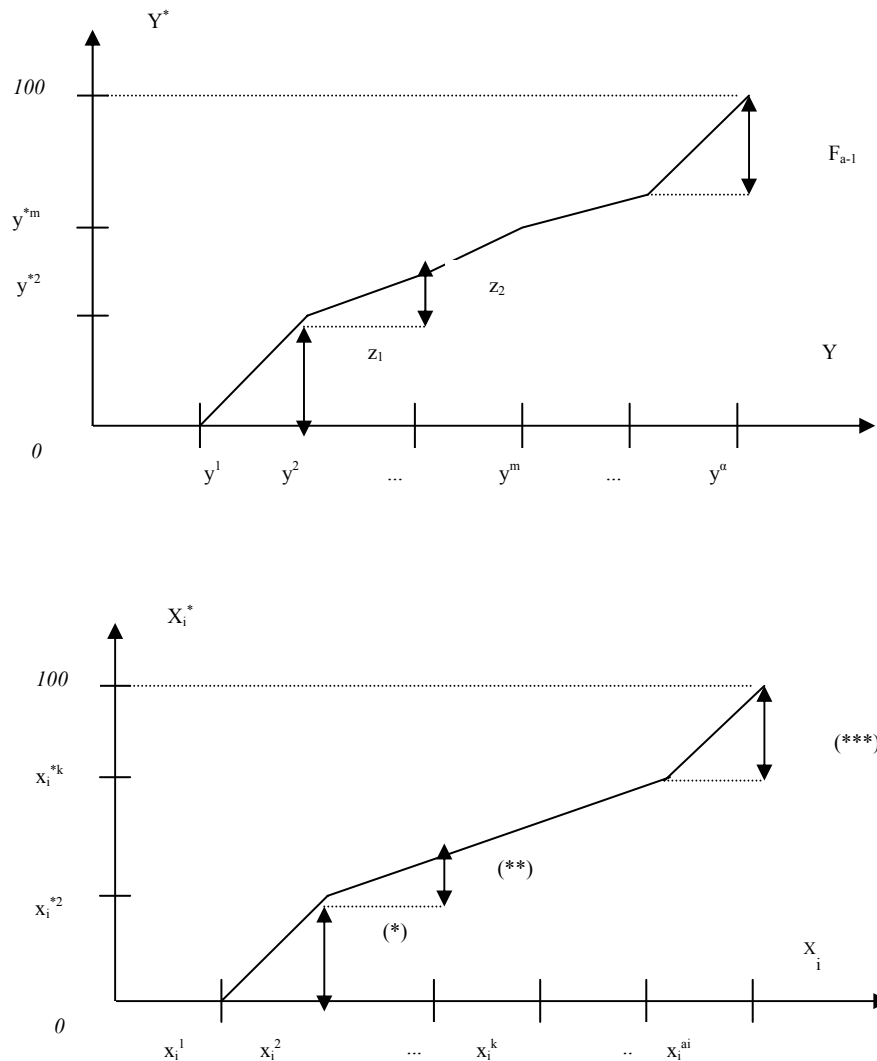 Y*
100
F a-1
y*m
y*2
z2
z1
Y
0
y1 y2 ... ym ... yα
Xi*
100
(***)
xi*k
(**)
xi*2
(*)
Xi
0
xi1 xi2 ... xik .. xiai